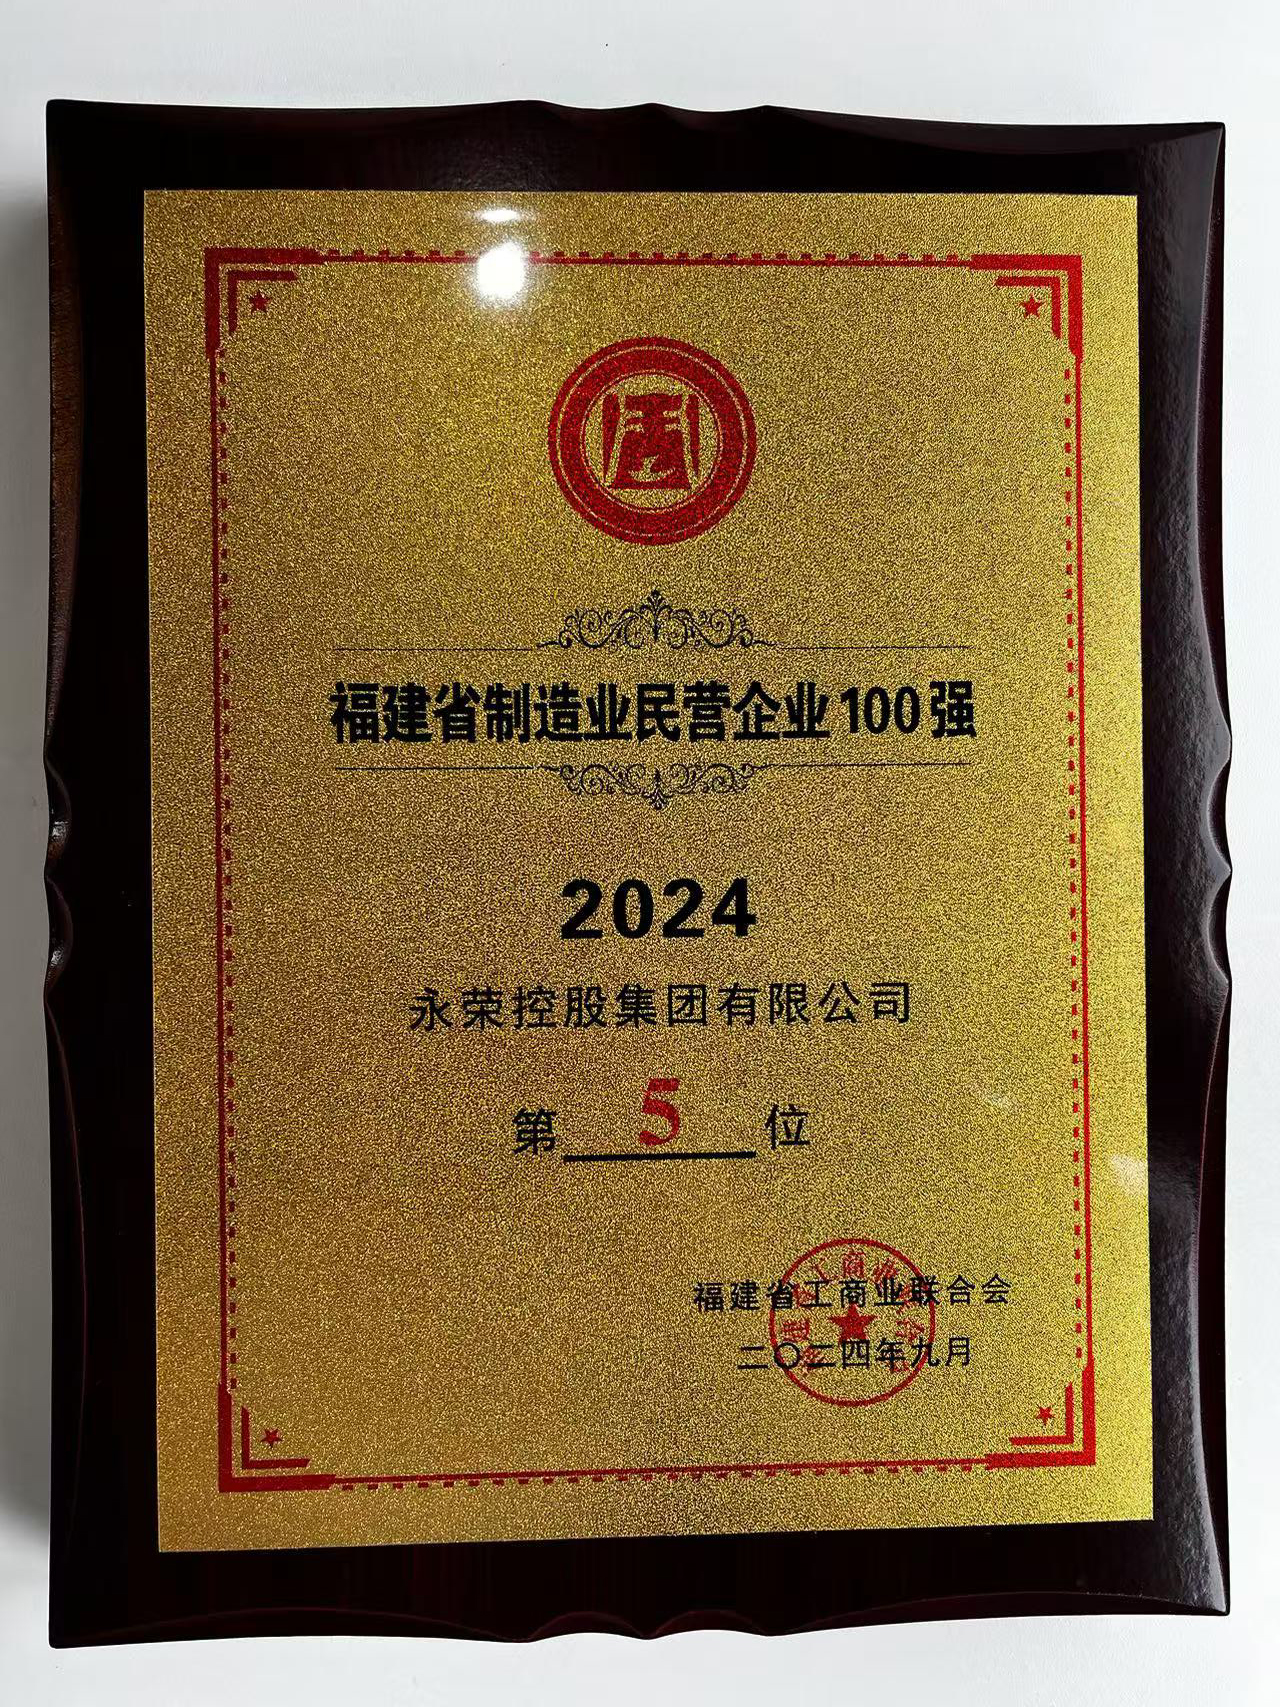 福建省制造业民营企业100强
2024
永荣控股集团有限公司
第 5 位
福建省工商业联合会
二〇二四年九月